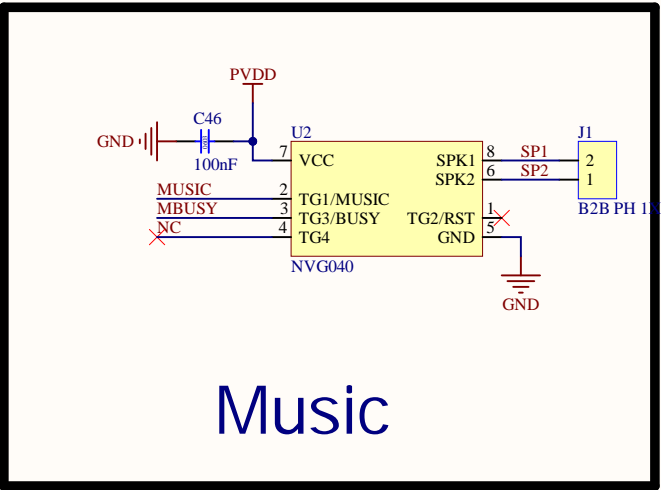 PVDD
C46
GND
100nF
U2
J1
7 VCC
SPK1 8 SP1 2
SPK2 6 SP2 1
MUSIC 2 TG1/MUSIC
MBUSY 3 TG3/BUSY
TG2/RST 1
B2B PH 1
NC 4 TG4
GND 5
NVG040
GND
Music